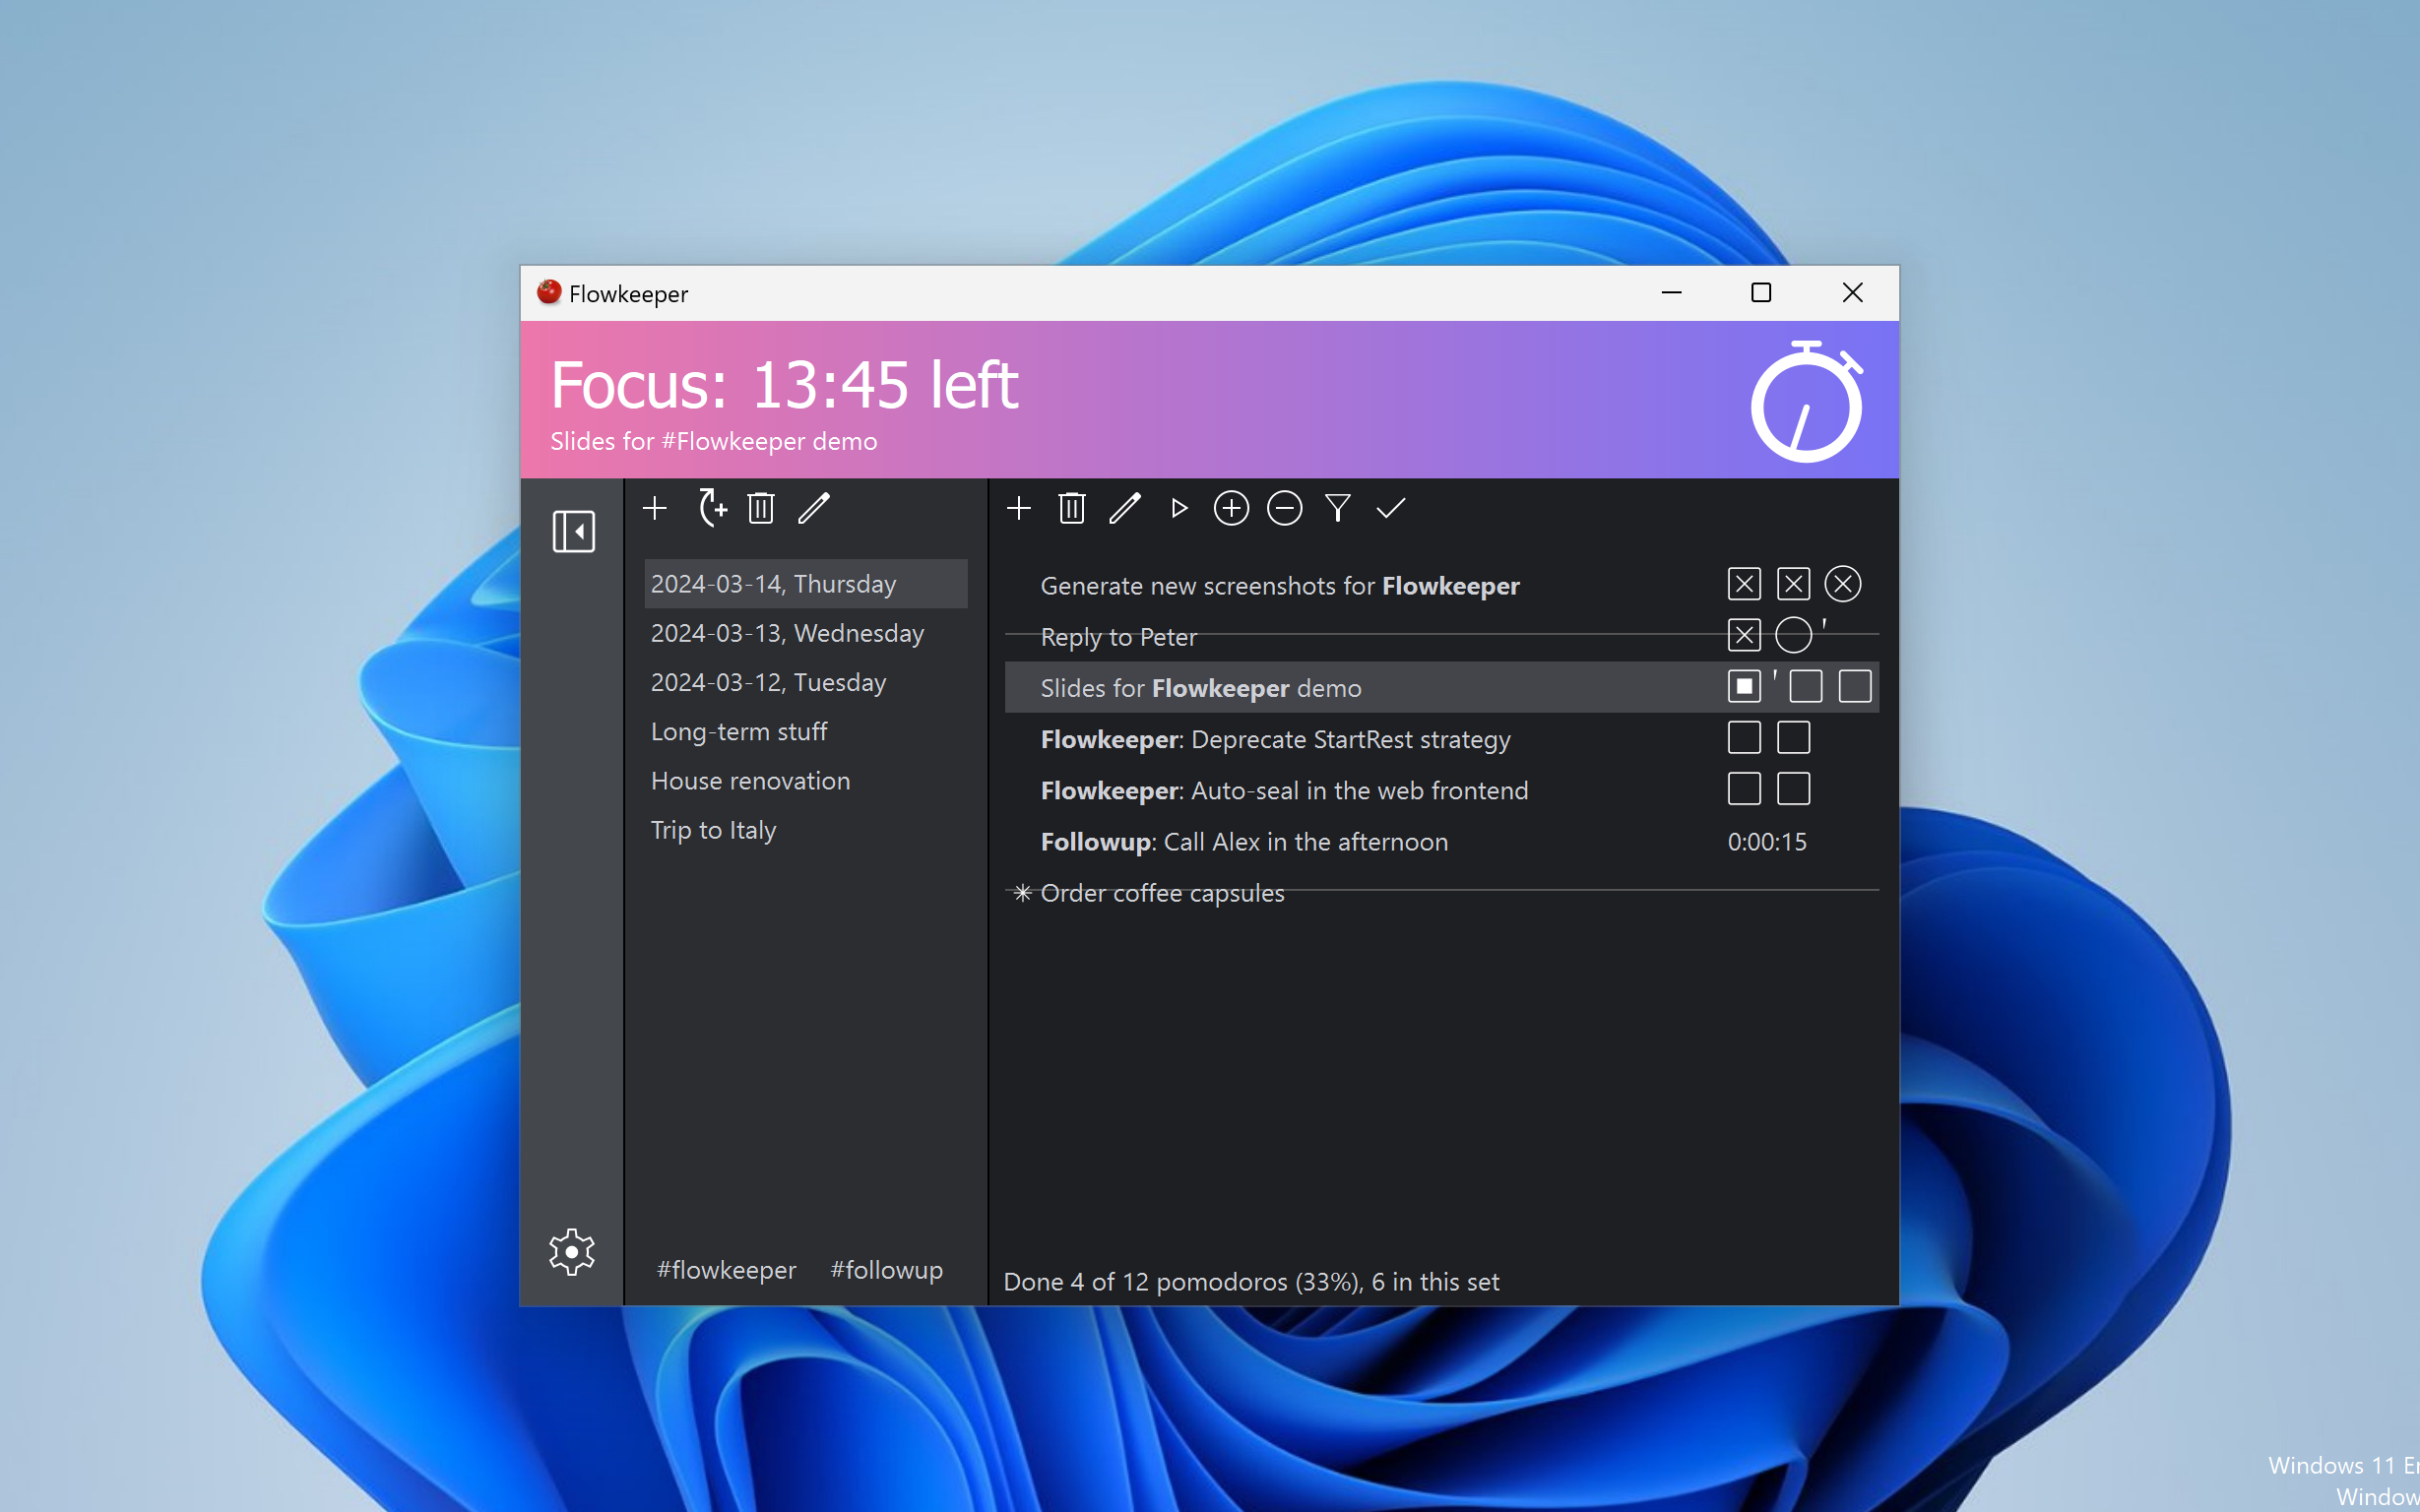 Flowkeeper
Focus: 13:45 left
Slides for #Flowkeeper demo
2024-03-14, Thursday
2024-03-13, Wednesday
2024-03-12, Tuesday
Long-term stuff
House renovation
Trip to Italy
#flowkeeper #followup
Generate new screenshots for Flowkeeper
Reply to Peter
Slides for Flowkeeper demo
Flowkeeper: Deprecate StartRest strategy
Flowkeeper: Auto-seal in the web frontend
Followup: Call Alex in the afternoon 0:00:15
Order coffee capsules
Done 4 of 12 pomodoros (33%), 6 in this set
Windows 11